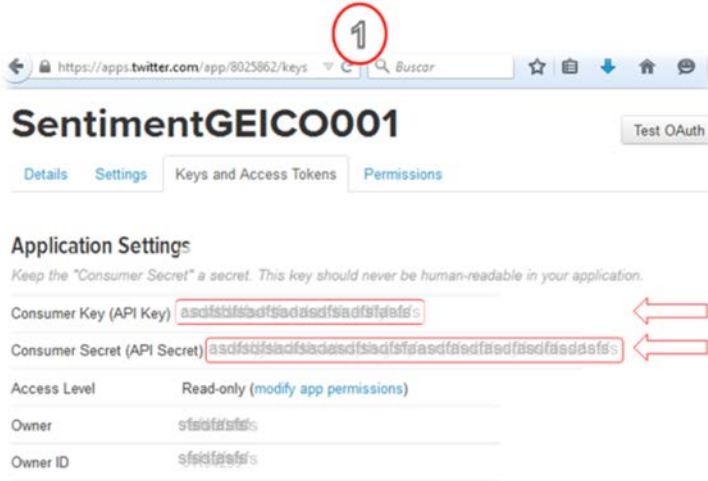 1
https://apps.twitter.com/app/8025862/keys Buscar
SentimentGEICO001
Test OAuth
Details Settings Keys and Access Tokens Permissions
Application Settings
Keep the "Consumer Secret" a secret. This key should never be human-readable in your application.
Consumer Key (API Key)
Consumer Secret (API Secret)
Access Level Read-only (modify app permissions)
Owner
Owner ID